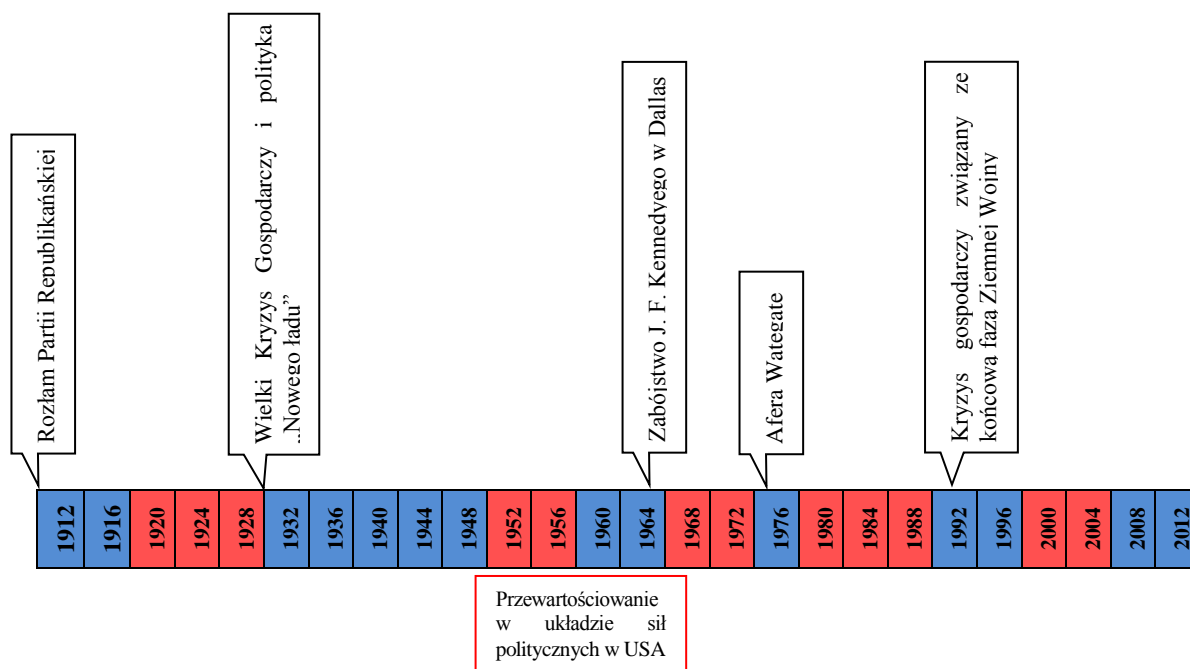 Rozłam Partii Republikańskiej
Wielki Kryzys Gospodarczy i polityka
„Nowego ładu”
Zabójstwo J. F. Kennedyego w Dallas
Afera Wategate
Kryzys gospodarczy związany ze
końcową fazą Ziemnej Wojny
1912 1916 1920 1924 1928 1932 1936 1940 1944 1948 1952 1956 1960 1964 1968 1972 1976 1980 1984 1988 1992 1996 2000 2004 2008 2012
Przewartościowanie
w układzie sił
politycznych w USA